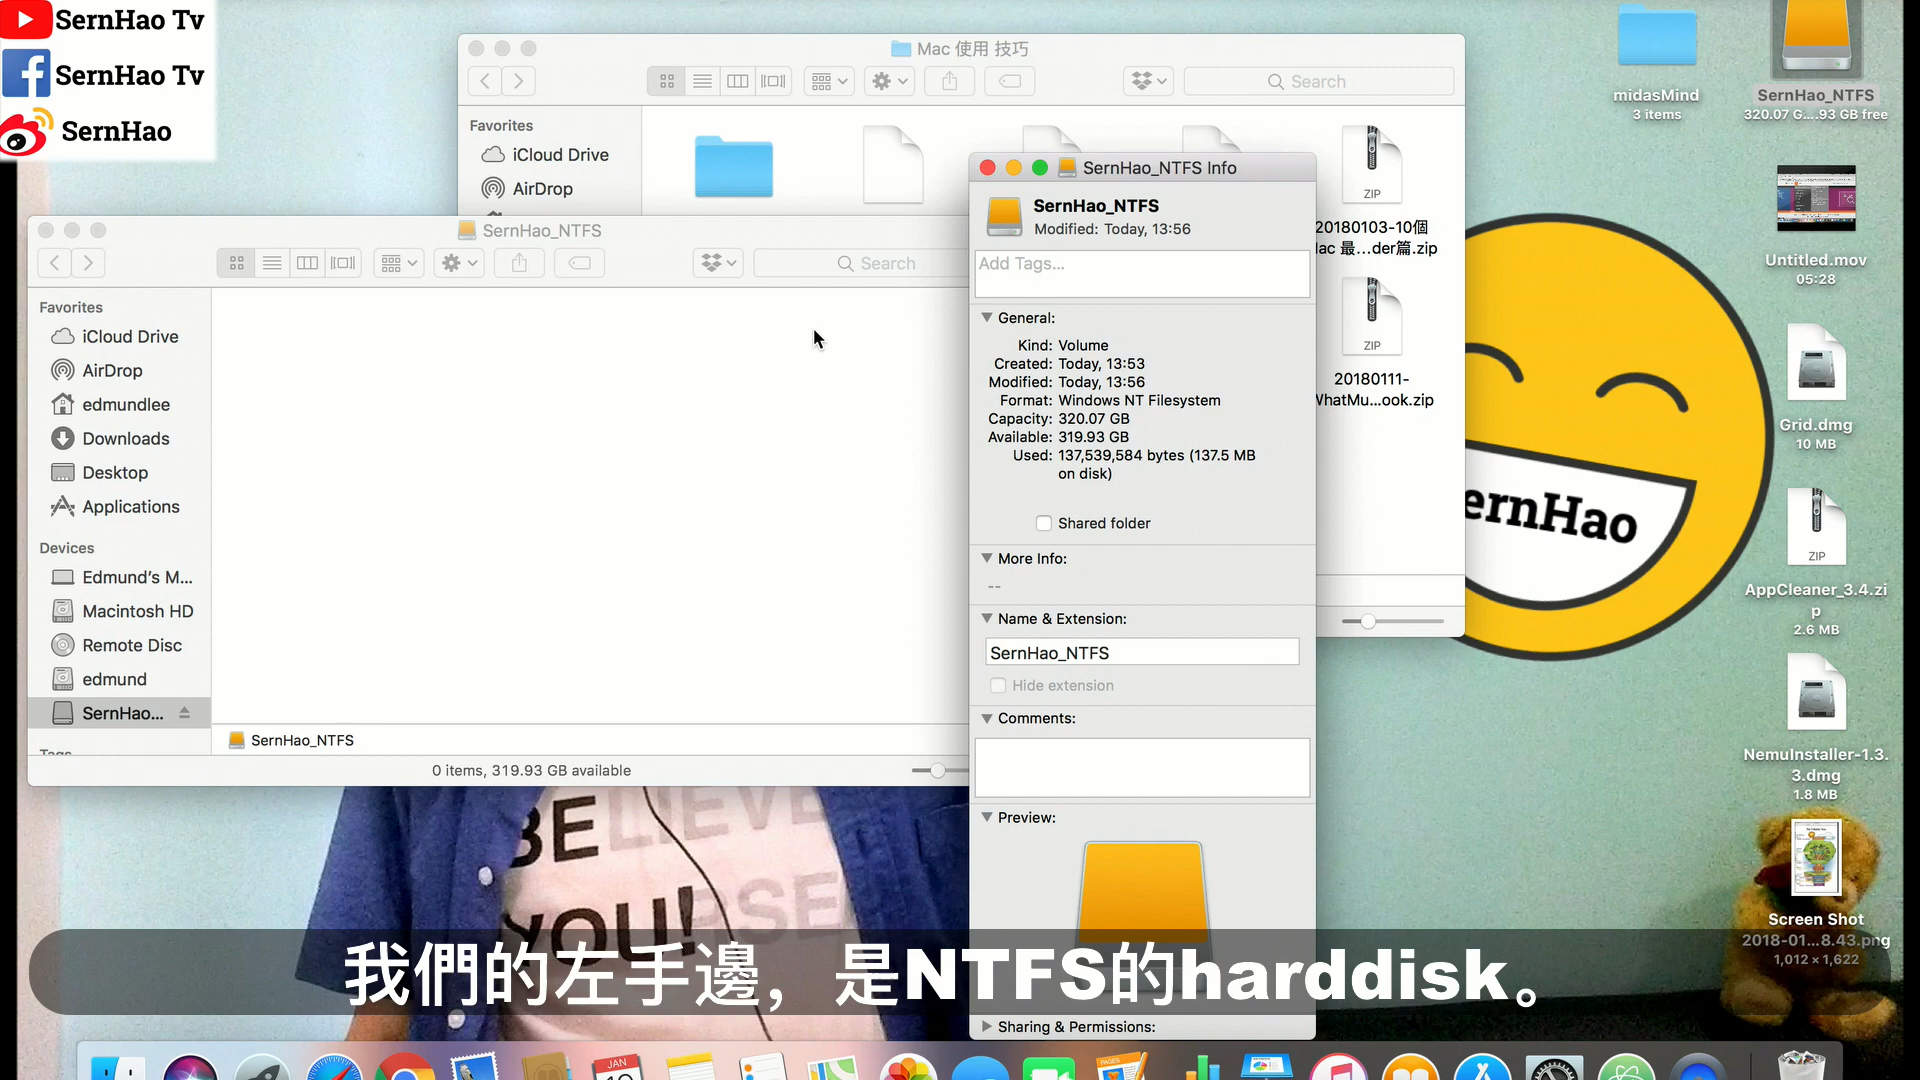 SernHao Tv
SernHao Tv
SernHao
Mac 使用 技巧
Search
Favorites
iCloud Drive
AirDrop
ZIP
20180103-10個
Mac 最...der篇.zip
ZIP
20180111-
WhatMu...ook.zip
SernHao_NTFS
Search
Favorites
iCloud Drive
AirDrop
edmundlee
Downloads
Desktop
Applications
Devices
Edmund’s M...
Macintosh HD
Remote Disc
edmund
SernHao...
Tags
SernHao_NTFS
0 items, 319.93 GB available
SernHao_NTFS Info
SernHao_NTFS
Modified: Today, 13:56
Add Tags...
General:
Kind: Volume
Created: Today, 13:53
Modified: Today, 13:56
Format: Windows NT Filesystem
Capacity: 320.07 GB
Available: 319.93 GB
Used: 137,539,584 bytes (137.5 MB
on disk)
Shared folder
More Info:
--
Name & Extension:
SernHao_NTFS
Hide extension
Comments:
Preview:
Sharing & Permissions:
midasMind
3 items
SernHao_NTFS
320.07 G....93 GB free
Untitled.mov
05:28
Grid.dmg
10 MB
ZIP
AppCleaner_3.4.zi
p
2.6 MB
NemuInstaller-1.3.
3.dmg
1.8 MB
Screen Shot
2018-01...8.43.png
1,012 × 1,622
ernHao
BELIEVE
YOU!RSE
我們的左手邊，是NTFS的harddisk。
JAN
PAGES